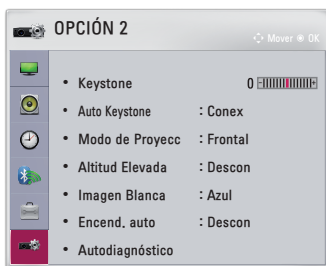 OPCIÓN 2
Mover OK
• Keystone 0
• Auto Keystone : Conex
• Modo de Proyecc : Frontal
• Altitud Elevada : Descon
• Imagen Blanca : Azul
• Encend. auto : Descon
• Autodiagnóstico